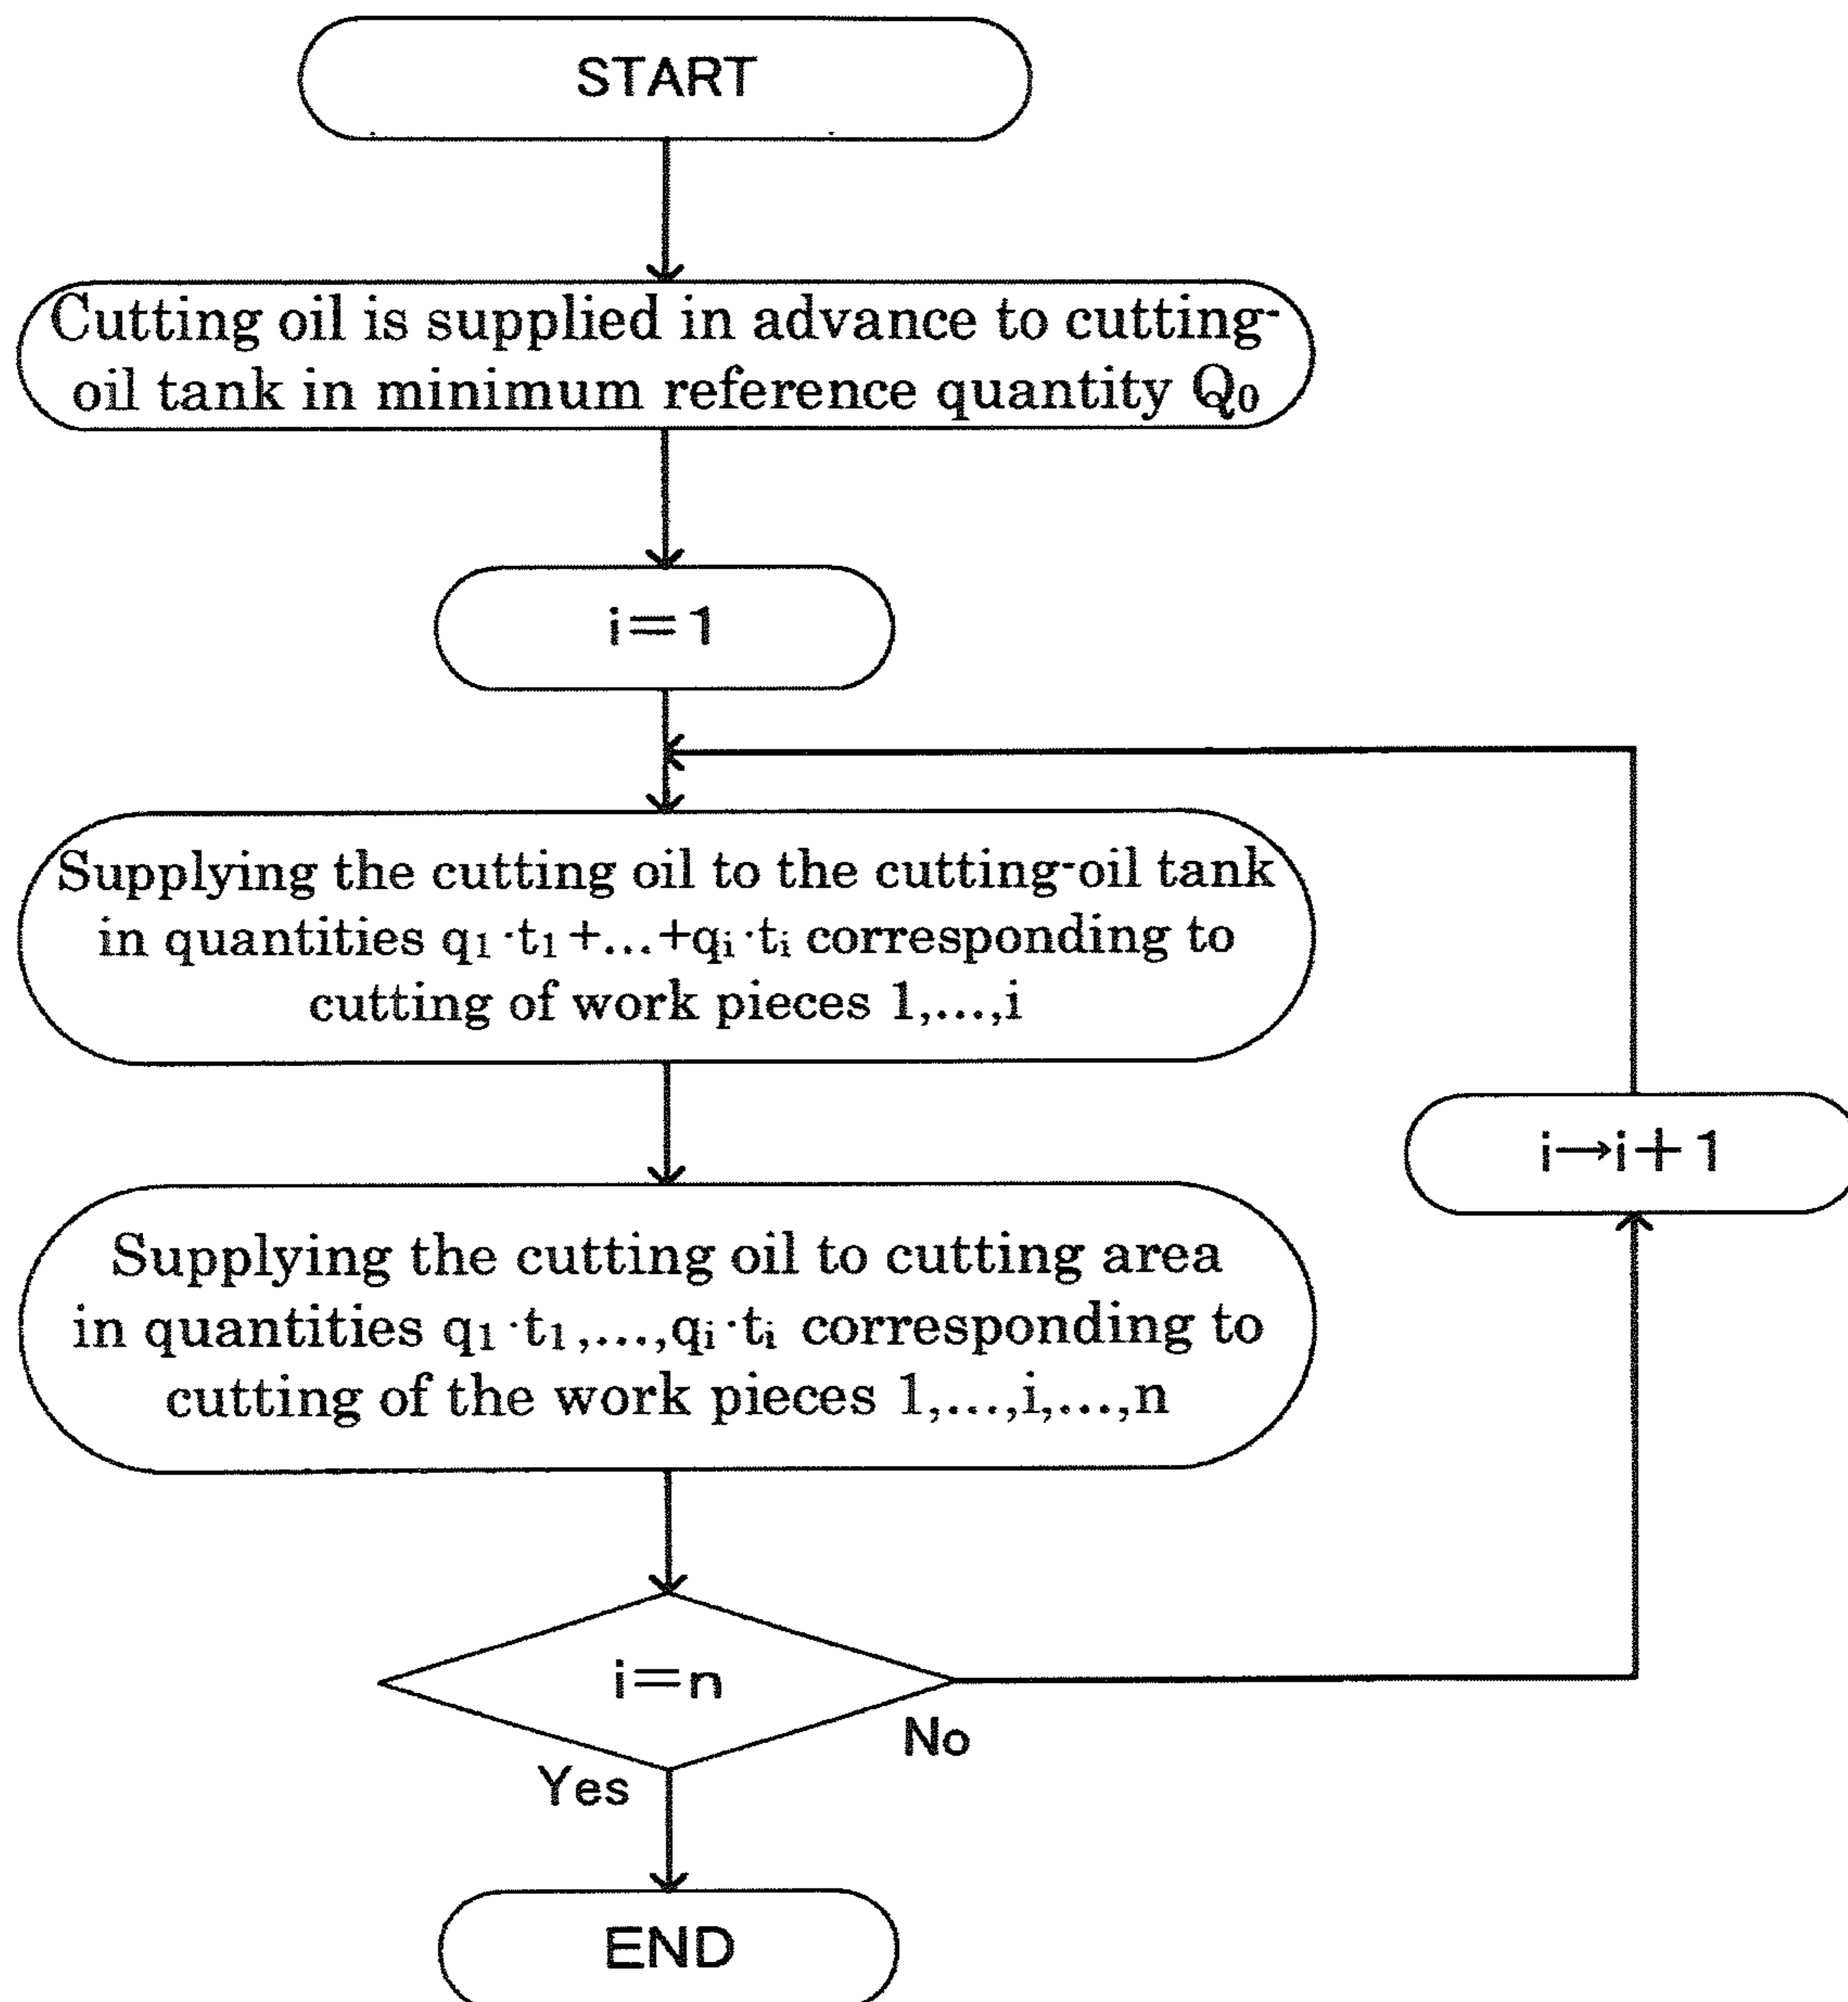 START
Cutting oil is supplied in advance to cutting-
oil tank in minimum reference quantity Q₀
i=1
Supplying the cutting oil to the cutting-oil tank
in quantities q₁·t₁+...+qᵢ·tᵢ corresponding to
cutting of work pieces 1,...,i
i→i+1
Supplying the cutting oil to cutting area
in quantities q₁·t₁,...,qᵢ·tᵢ corresponding to
cutting of the work pieces 1,...,i,...,n
i=n
No
Yes
END